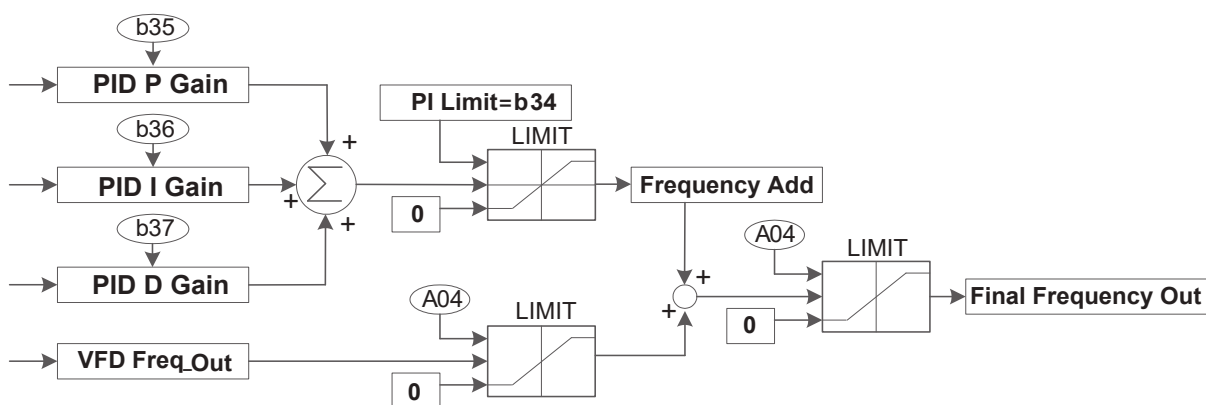 b35
PID P Gain
b36
PID I Gain
b37
PID D Gain
VFD Freq_Out
+
+
+
∑
PI Limit=b34
LIMIT
0
Frequency Add
A04
LIMIT
0
+
+
A04
LIMIT
0
Final Frequency Out